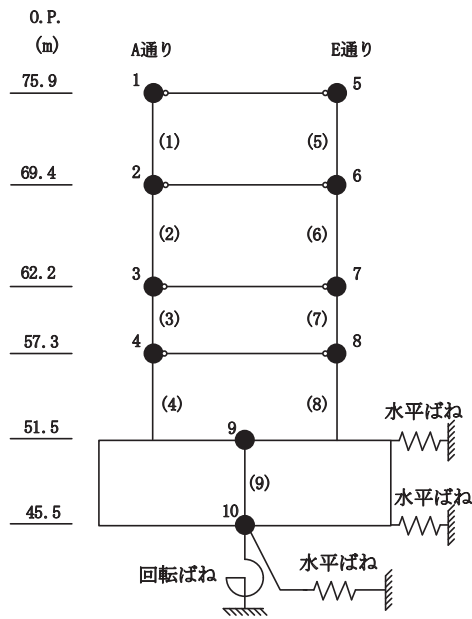 O.P.
(m)
A通り E通り
75.9 1 5
(1) (5)
69.4 2 6
(2) (6)
62.2 3 7
(3) (7)
57.3 4 8
(4) (8)
水平ばね
51.5 9
(9)
水平ばね
45.5 10
水平ばね
回転ばね